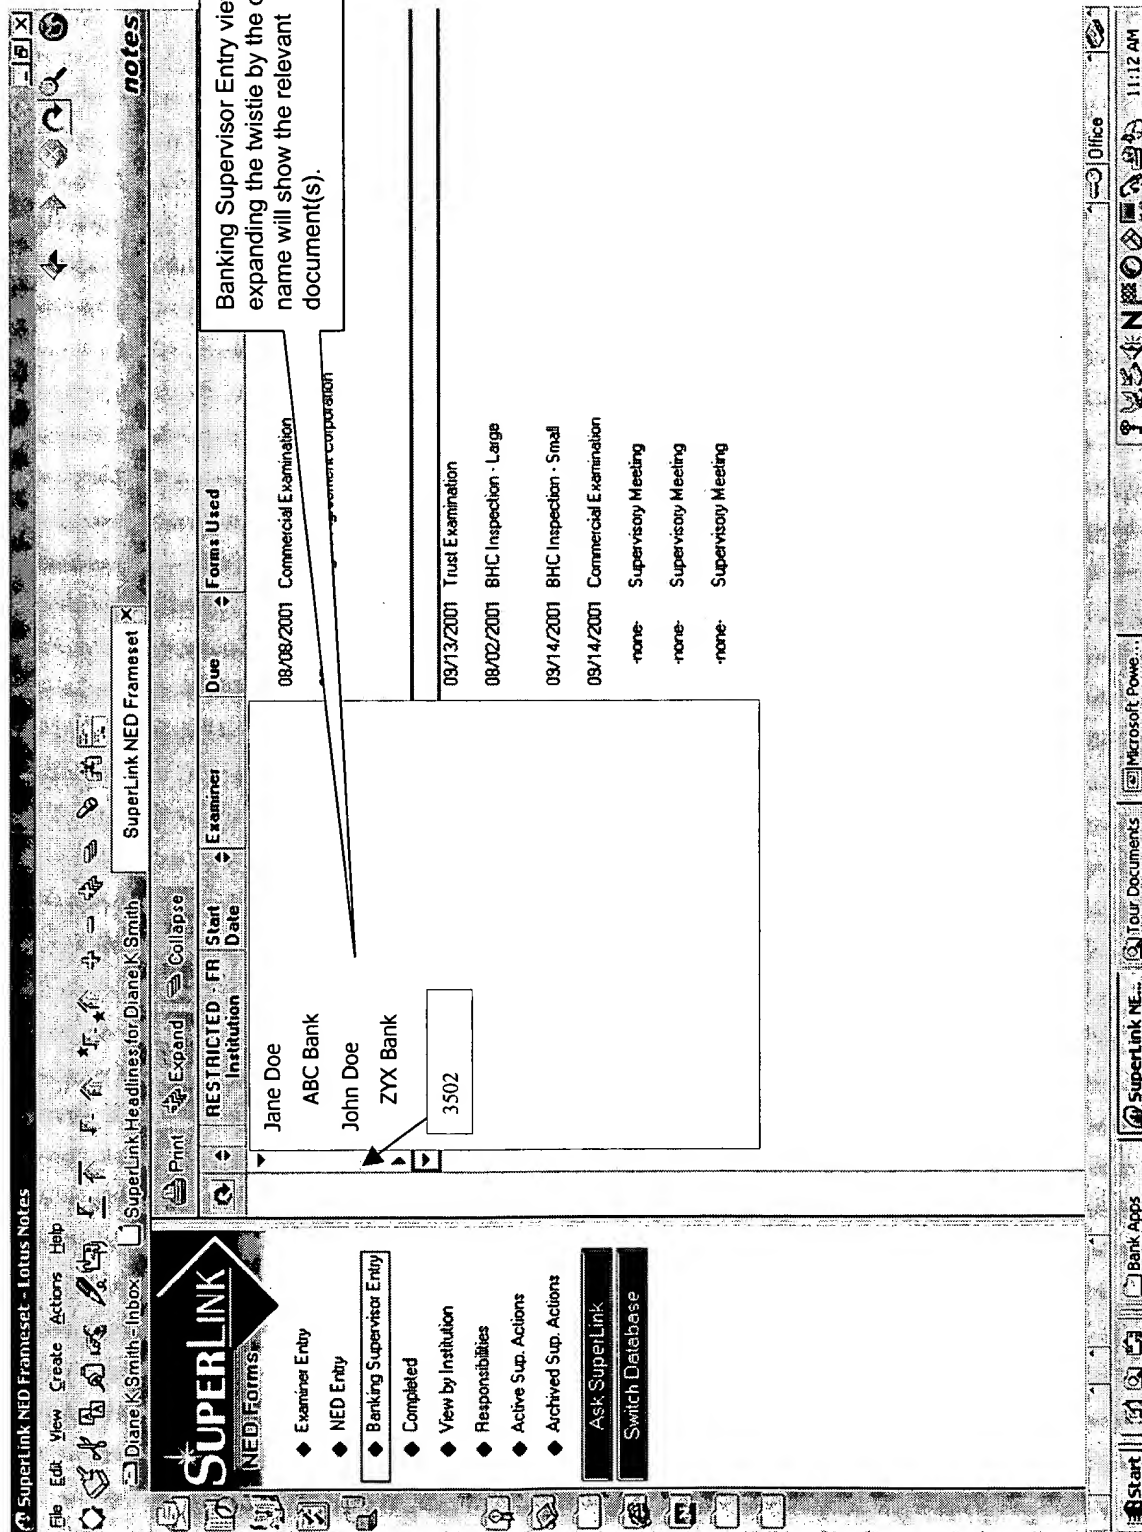 SuperLink NED Frameset - Lotus Notes
File Edit View Create Actions Help
Diane K Smith - Inbox
SuperLink Headlines for Diane K Smith
SuperLink NED Frameset
notes
SUPERLINK
NED Forms
Examiner Entry
NED Entry
Banking Supervisor Entry
Completed
View by Institution
Responsibilities
Active Sup. Actions
Archived Sup. Actions
Ask SuperLink
Switch Database
Print Expand Collapse
RESTRICTED - FR
Institution
Start
Date
Examiner
Due
Forms Used
Jane Doe
ABC Bank
John Doe
ZYX Bank
3502
08/08/2001 Commercial Examination
Corporation
09/13/2001 Trust Examination
08/02/2001 BHC Inspection - Large
09/14/2001 BHC Inspection - Small
09/14/2001 Commercial Examination
-none- Supervisory Meeting
-none- Supervisory Meeting
-none- Supervisory Meeting
Banking Supervisor Entry vie
expanding the twistie by the
name will show the relevant
document(s).
Office
Start
Bank Apps
SuperLink NE...
Tour Documents
Microsoft Powe...
11:12 AM